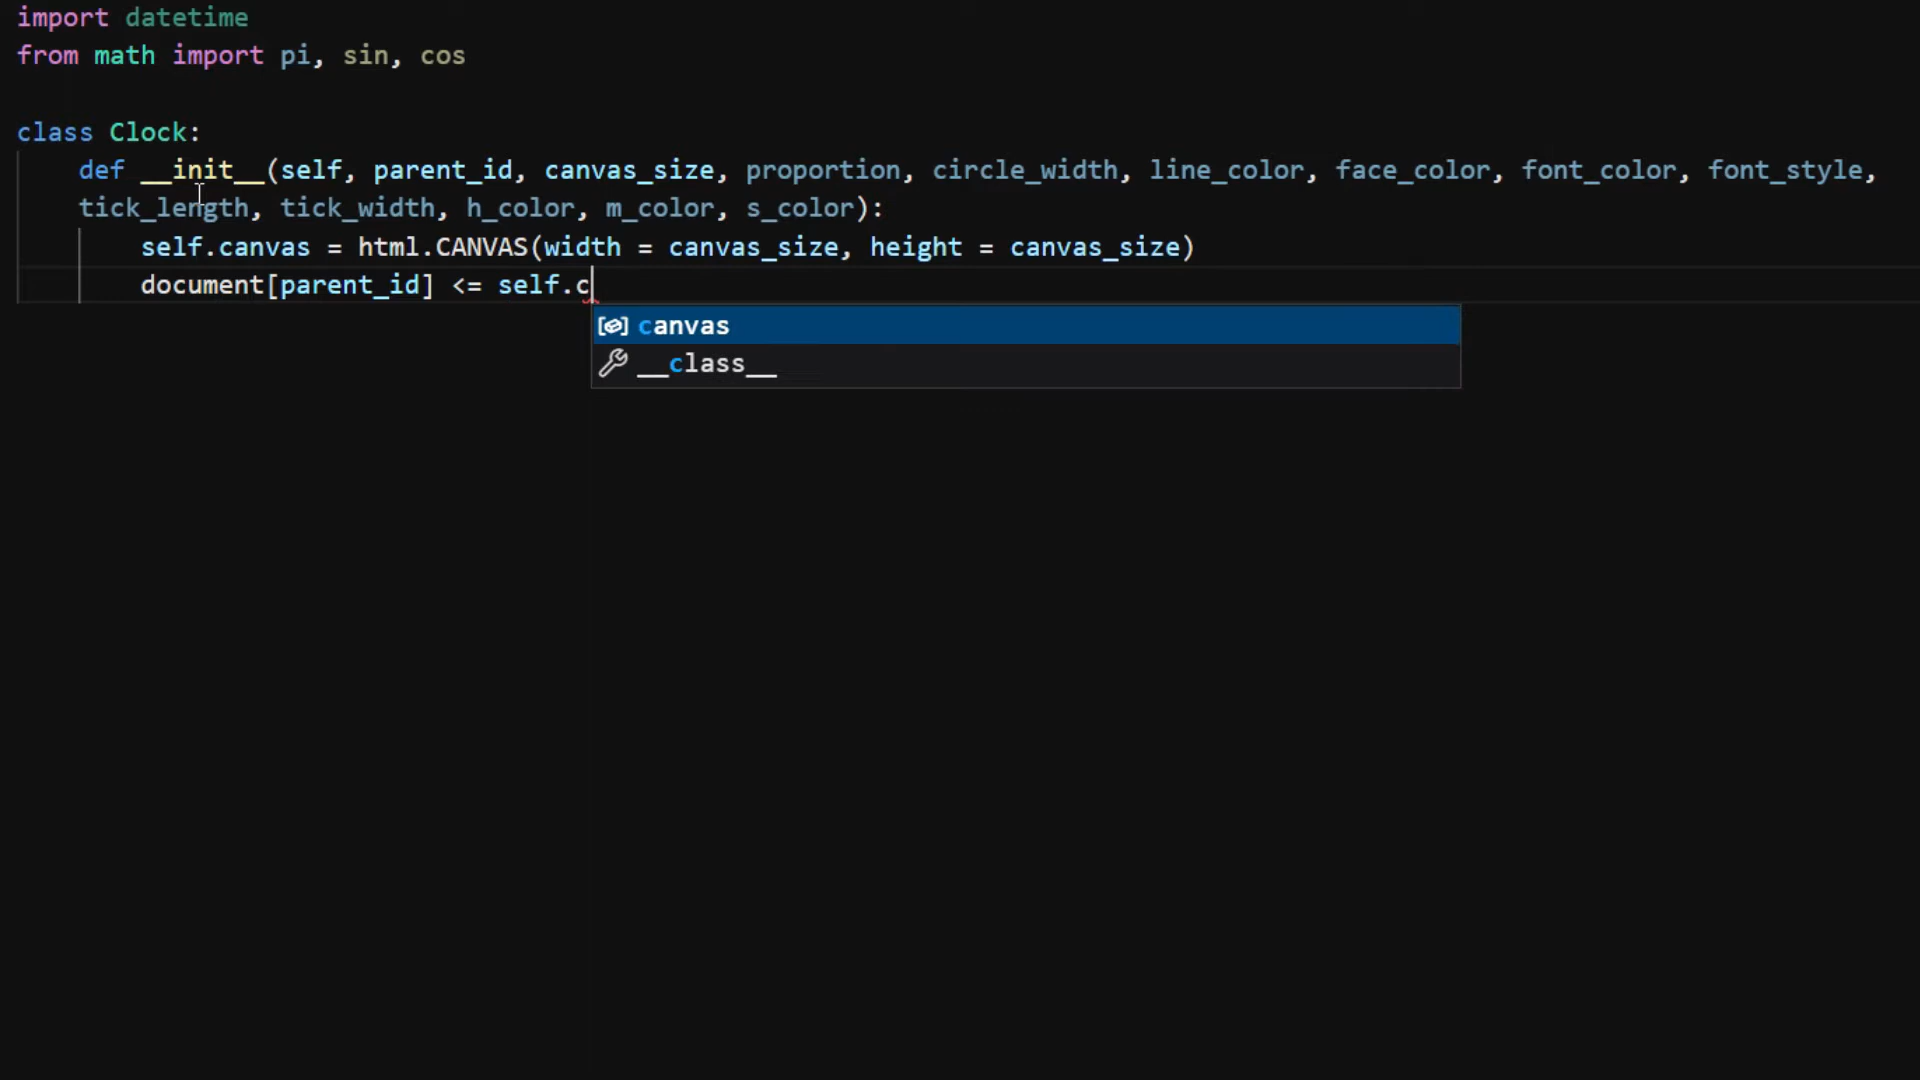 import datetime
from math import pi, sin, cos
class Clock:
def __init__(self, parent_id, canvas_size, proportion, circle_width, line_color, face_color, font_color, font_style,
tick_length, tick_width, h_color, m_color, s_color):
self.canvas = html.CANVAS(width = canvas_size, height = canvas_size)
document[parent_id] <= self.c
canvas
__class__